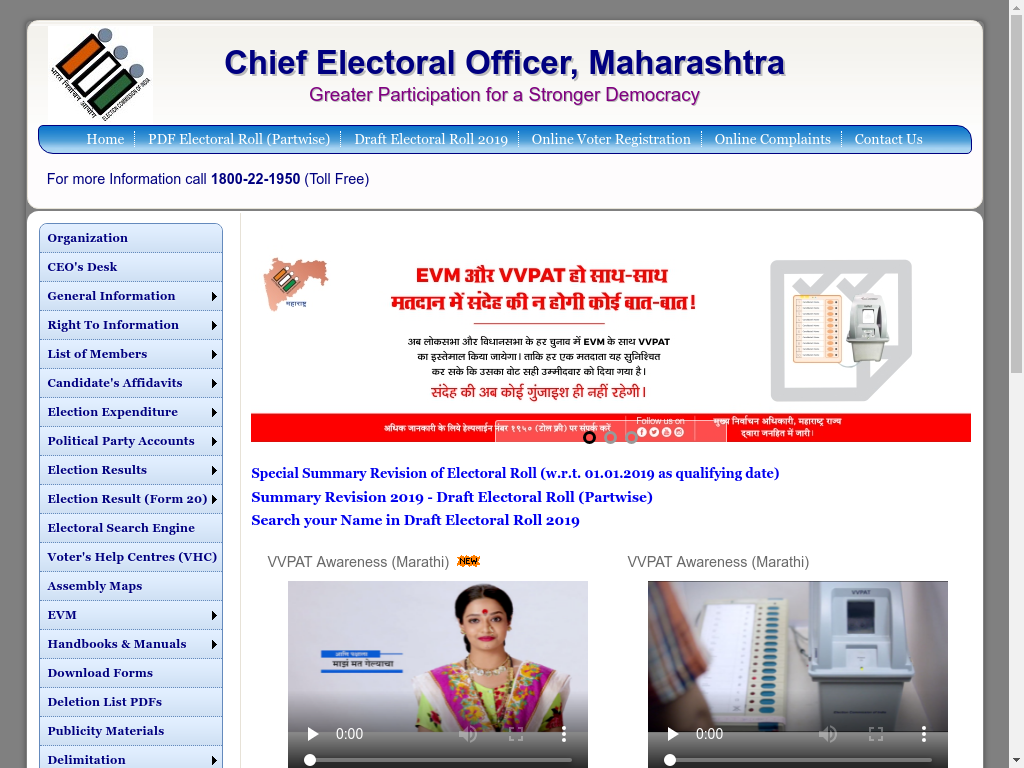 Chief Electoral Officer, Maharashtra
Greater Participation for a Stronger Democracy
Home
PDF Electoral Roll (Partwise)
Draft Electoral Roll 2019
Online Voter Registration
Online Complaints
Contact Us
For more Information call 1800-22-1950 (Toll Free)
Organization
CEO's Desk
General Information
Right To Information
List of Members
Candidate's Affidavits
Election Expenditure
Political Party Accounts
Election Results
Election Result (Form 20)
Electoral Search Engine
Voter's Help Centres (VHC)
Assembly Maps
EVM
Handbooks & Manuals
Download Forms
Deletion List PDFs
Publicity Materials
Delimitation
महाराष्ट्र
EVM और VVPAT हो साथ-साथ
मतदान में संदेह की न होगी कोई बात-बात!
अब लोकसभा और विधानसभा के हर चुनाव में EVM के साथ VVPAT
का इस्तेमाल किया जायेगा। ताकि हर एक मतदाता यह सुनिश्चित
कर सके कि उसका वोट सही उम्मीदवार को दिया गया है।
संदेह की अब कोई गुंजाइश ही नहीं रहेगी।
अधिक जानकारी के लिये हेल्पलाईन नंबर १९५० (टोल फ्री) पर संपर्क करें
Follow us on
मुख्य निर्वाचन अधिकारी, महाराष्ट्र राज्य
द्वारा जनहित में जारी।
Special Summary Revision of Electoral Roll (w.r.t. 01.01.2019 as qualifying date)
Summary Revision 2019 - Draft Electoral Roll (Partwise)
Search your Name in Draft Electoral Roll 2019
VVPAT Awareness (Marathi) NEW
VVPAT Awareness (Marathi)
माझं मत गेल्याचा
0:00
VVPAT
0:00